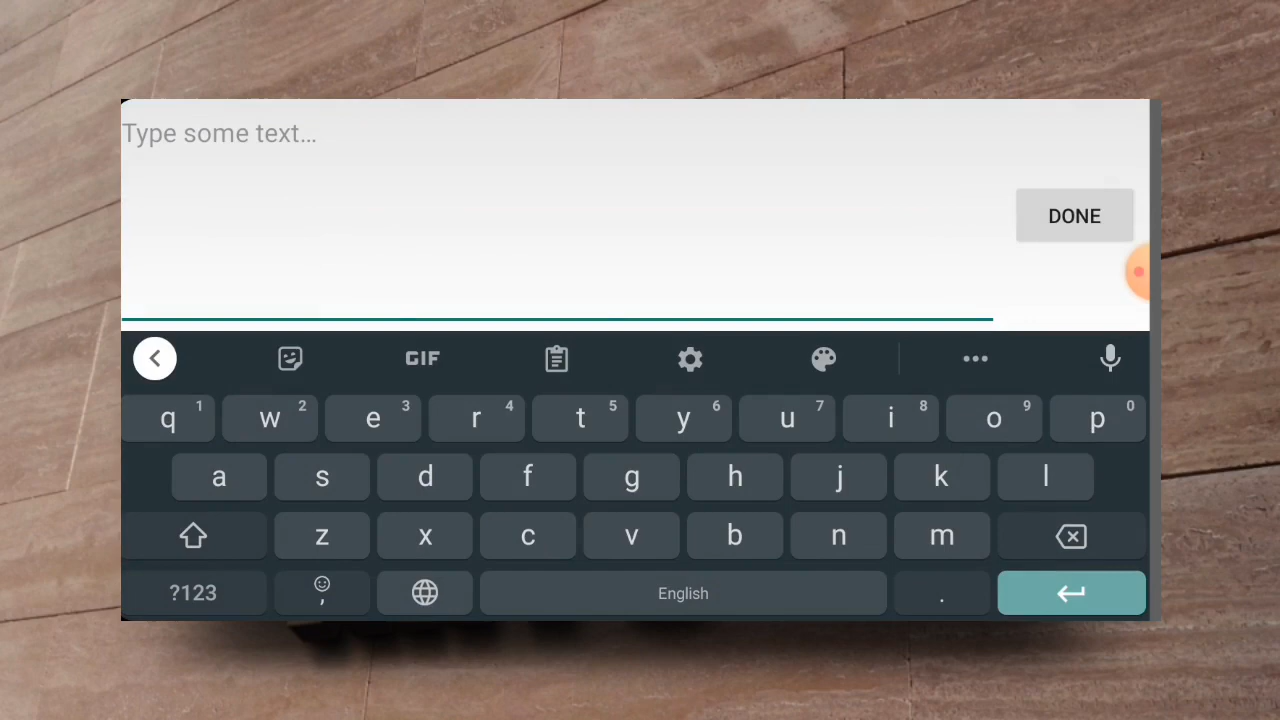 Type some text...
DONE
GIF
q 1 w 2 e 3 r 4 t 5 y 6 u 7 i 8 o 9 p 0
a s d f g h j k l
z x c v b n m
?123 , English .